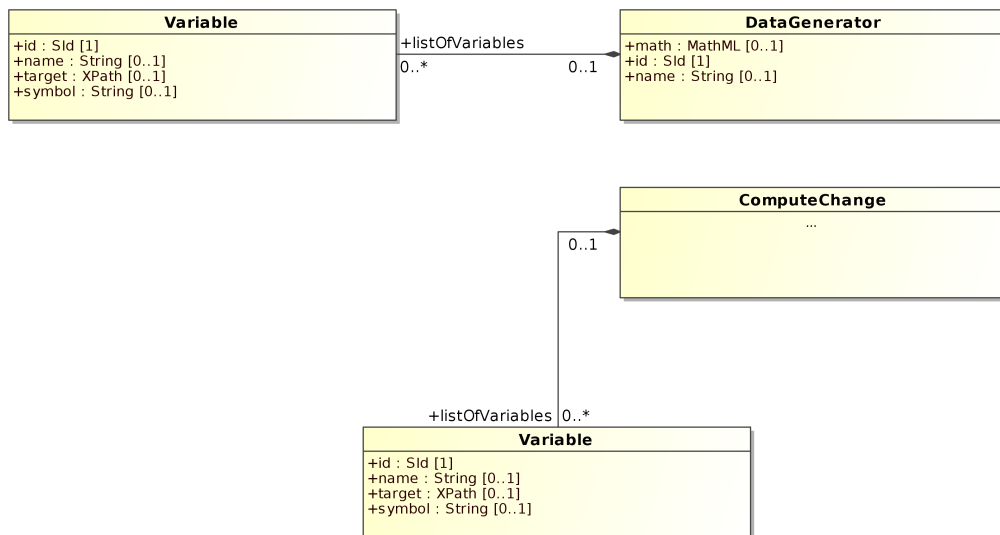 Variable
+id : SId [1]
+name : String [0..1]
+target : XPath [0..1]
+symbol : String [0..1]
+listOfVariables
0..*
0..1
DataGenerator
+math : MathML [0..1]
+id : SId [1]
+name : String [0..1]
ComputeChange
...
0..1
+listOfVariables 0..*
Variable
+id : SId [1]
+name : String [0..1]
+target : XPath [0..1]
+symbol : String [0..1]